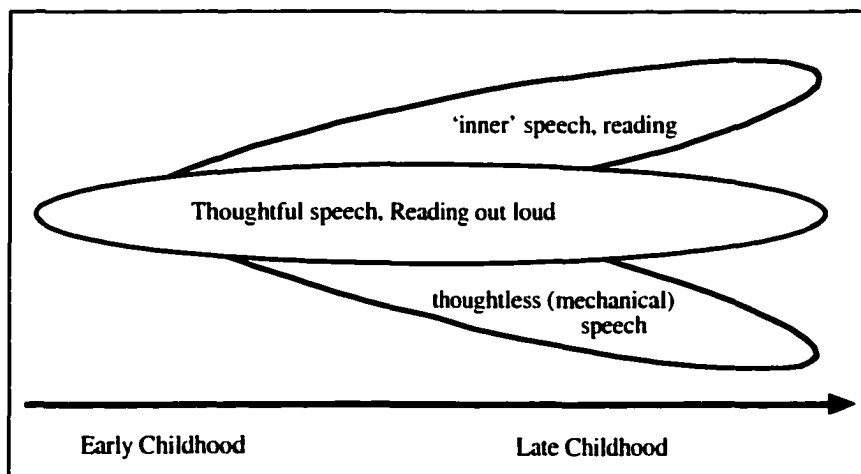 'inner' speech, reading
Thoughtful speech, Reading out loud
thoughtless (mechanical)
speech
Early Childhood
Late Childhood